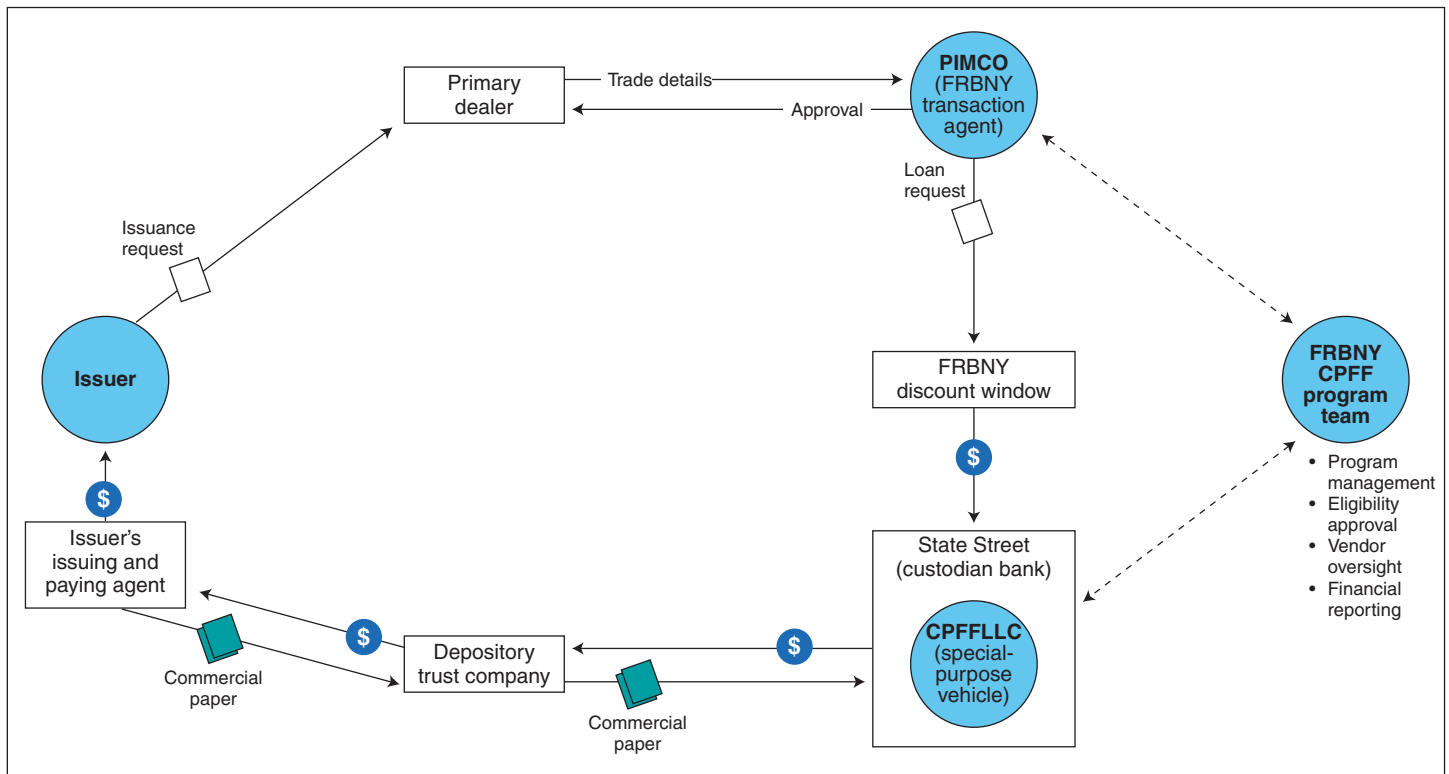 PIMCO
(FRBNY
transaction
agent)
Primary
dealer
Trade details
Approval
Loan
request
Issuance
request
Issuer
FRBNY
discount window
FRBNY
CPFF
program
team
• Program
management
• Eligibility
approval
• Vendor
oversight
• Financial
reporting
$
$
Issuer's
issuing and
paying agent
State Street
(custodian bank)
CPFFLLC
(special-
purpose
vehicle)
$
$
Depository
trust company
Commercial
paper
Commercial
paper